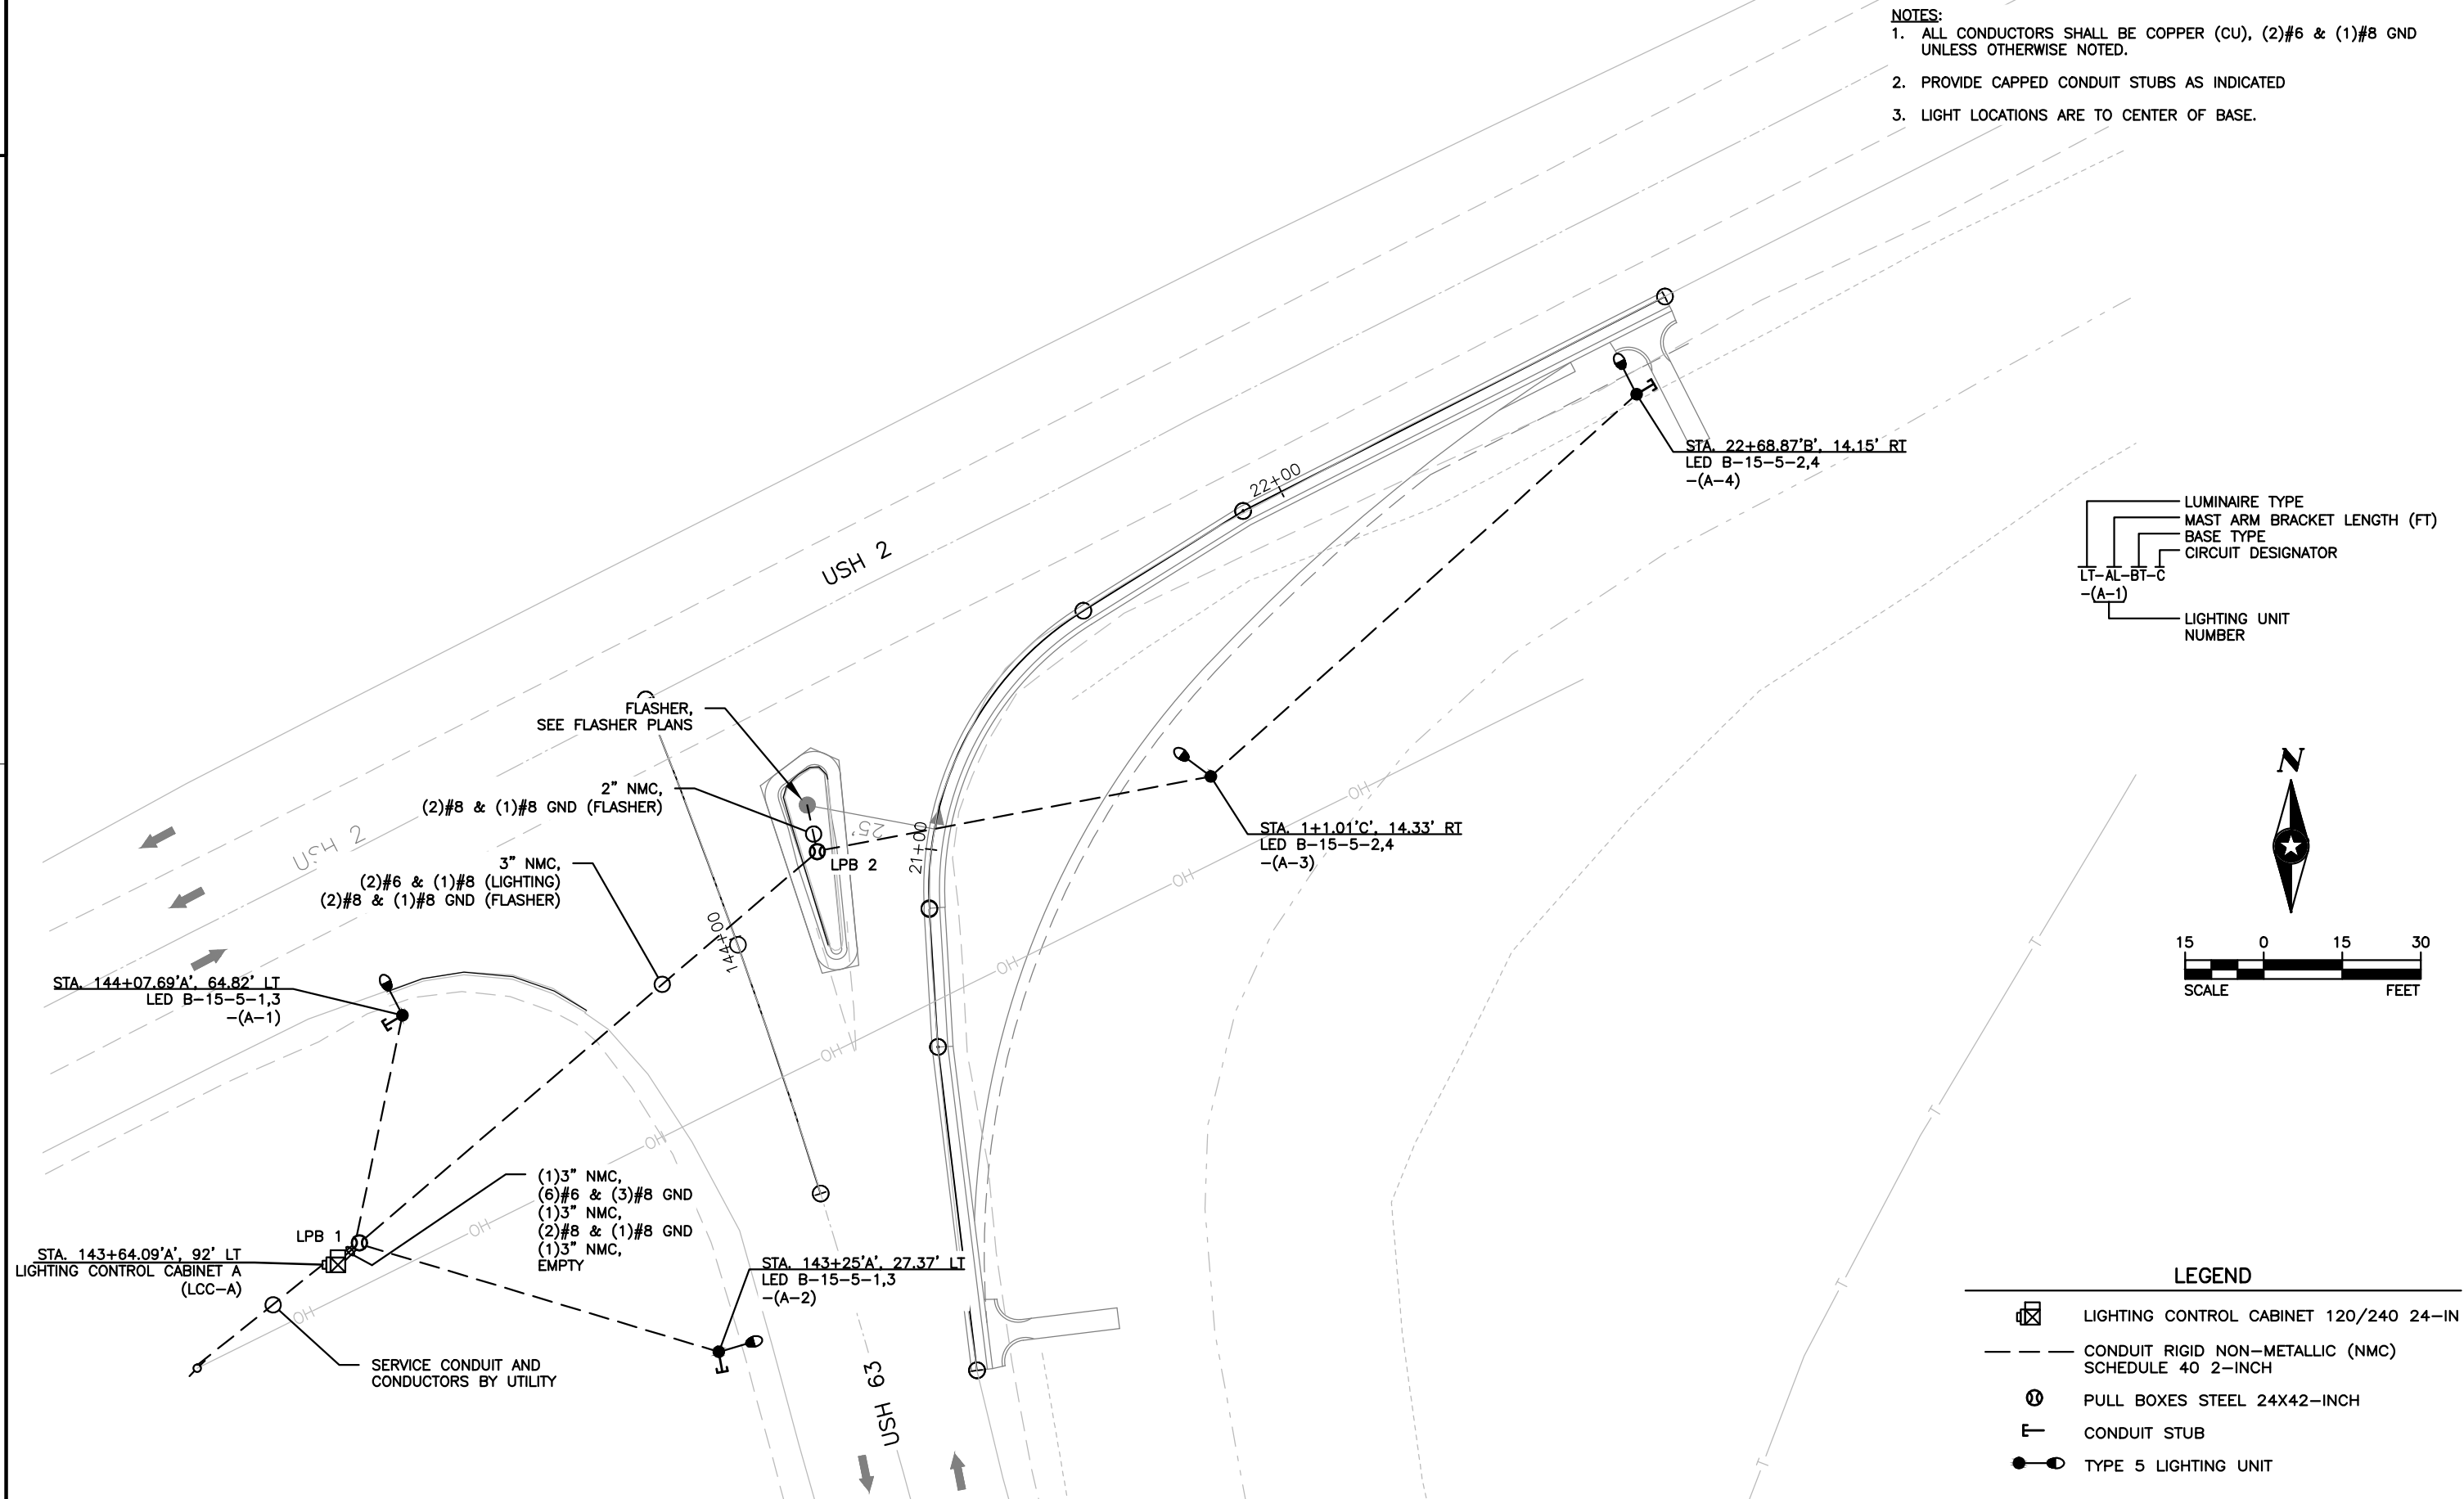 NOTES:
1. ALL CONDUCTORS SHALL BE COPPER (CU), (2)#6 & (1)#8 GND
UNLESS OTHERWISE NOTED.
2. PROVIDE CAPPED CONDUIT STUBS AS INDICATED
3. LIGHT LOCATIONS ARE TO CENTER OF BASE.
STA. 22+68.87'B', 14.15' RT
LED B-15-5-2,4
-(A-4)
22+00
LUMINAIRE TYPE
MAST ARM BRACKET LENGTH (FT)
BASE TYPE
CIRCUIT DESIGNATOR
LT-AL-BT-C
-(A-1)
LIGHTING UNIT
NUMBER
USH 2
FLASHER,
SEE FLASHER PLANS
2" NMC,
(2)#8 & (1)#8 GND (FLASHER)
25'
21+00
LPB 2
STA. 1+1.01'C', 14.33' RT
LED B-15-5-2,4
-(A-3)
OH
OH
OH
OH
OH
OH
OH
USH 2
3" NMC,
(2)#6 & (1)#8 (LIGHTING)
(2)#8 & (1)#8 GND (FLASHER)
144+00
N
15 0 15 30
SCALE FEET
STA. 144+07.69'A', 64.82' LT
LED B-15-5-1,3
-(A-1)
T
T
T
T
(1)3" NMC,
(6)#6 & (3)#8 GND
(1)3" NMC,
(2)#8 & (1)#8 GND
(1)3" NMC,
EMPTY
LPB 1
STA. 143+64.09'A', 92' LT
LIGHTING CONTROL CABINET A
(LCC-A)
STA. 143+25'A', 27.37' LT
LED B-15-5-1,3
-(A-2)
SERVICE CONDUIT AND
CONDUCTORS BY UTILITY
USH 63
LEGEND
LIGHTING CONTROL CABINET 120/240 24-IN
CONDUIT RIGID NON-METALLIC (NMC)
SCHEDULE 40 2-INCH
PULL BOXES STEEL 24X42-INCH
CONDUIT STUB
TYPE 5 LIGHTING UNIT